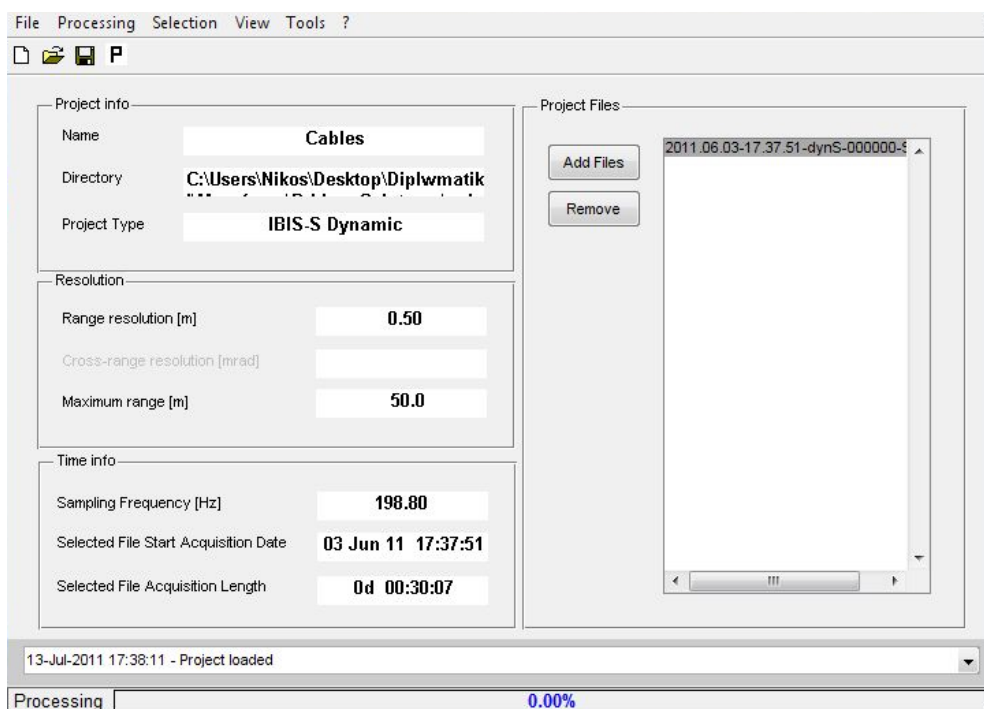 File Processing Selection View Tools ?
P
Project info
Name Cables
Directory C:\Users\Nikos\Desktop\Diplwmatik
Project Type IBIS-S Dynamic
Resolution
Range resolution [m] 0.50
Cross-range resolution [mrad]
Maximum range [m] 50.0
Time info
Sampling Frequency [Hz] 198.80
Selected File Start Acquisition Date 03 Jun 11 17:37:51
Selected File Acquisition Length 0d 00:30:07
Project Files
Add Files
Remove
2011.06.03-17.37.51-dynS-000000-S
13-Jul-2011 17:38:11 - Project loaded
Processing 0.00%